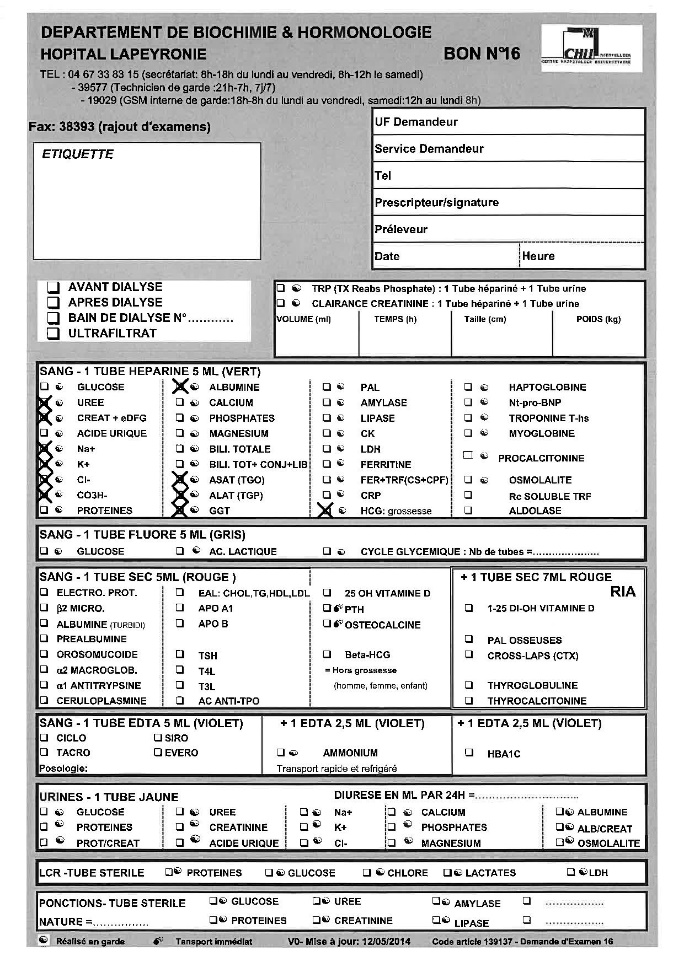 DEPARTEMENT DE BIOCHIMIE & HORMONOLOGIE
HOPITAL LAPEYRONIE BON N°16
CHU MONTPELLIER
CENTRE HOSPITALIER UNIVERSITAIRE
TEL : 04 67 33 83 15 (secrétariat: 8h-18h du lundi au vendredi, 8h-12h le samedi)
- 39577 (Technicien de garde :21h-7h, 7j/7)
- 19029 (GSM interne de garde:18h-8h du lundi au vendredi, samedi:12h au lundi 8h)
Fax: 38393 (rajout d'examens)
ETIQUETTE
UF Demandeur
Service Demandeur
Tel
Prescripteur/signature
Préleveur
Date Heure
AVANT DIALYSE
APRES DIALYSE
BAIN DE DIALYSE N°............
ULTRAFILTRAT
TRP (TX Reabs Phosphate) : 1 Tube hépariné + 1 Tube urine
CLAIRANCE CREATININE : 1 Tube hépariné + 1 Tube urine
VOLUME (ml) TEMPS (h) Taille (cm) POIDS (kg)
SANG - 1 TUBE HEPARINE 5 ML (VERT)
GLUCOSE ALBUMINE PAL HAPTOGLOBINE
UREE CALCIUM AMYLASE Nt-pro-BNP
CREAT + eDFG PHOSPHATES LIPASE TROPONINE T-hs
ACIDE URIQUE MAGNESIUM CK MYOGLOBINE
Na+ BILI. TOTALE LDH PROCALCITONINE
K+ BILI. TOT+ CONJ+LIB FERRITINE
Cl- ASAT (TGO) FER+TRF(CS+CPF) OSMOLALITE
CO3H- ALAT (TGP) CRP Rc SOLUBLE TRF
PROTEINES GGT HCG: grossesse ALDOLASE
SANG - 1 TUBE FLUORE 5 ML (GRIS)
GLUCOSE AC. LACTIQUE CYCLE GLYCEMIQUE : Nb de tubes =.....................
SANG - 1 TUBE SEC 5ML (ROUGE )
ELECTRO. PROT. EAL: CHOL,TG,HDL,LDL 25 OH VITAMINE D
β2 MICRO. APO A1 PTH
ALBUMINE (TURBIDI) APO B OSTEOCALCINE
PREALBUMINE
OROSOMUCOIDE TSH Beta-HCG
α2 MACROGLOB. T4L = Hors grossesse
α1 ANTITRYPSINE T3L (homme, femme, enfant)
CERULOPLASMINE AC ANTI-TPO
+ 1 TUBE SEC 7ML ROUGE
RIA
1-25 DI-OH VITAMINE D
PAL OSSEUSES
CROSS-LAPS (CTX)
THYROGLOBULINE
THYROCALCITONINE
SANG - 1 TUBE EDTA 5 ML (VIOLET) + 1 EDTA 2,5 ML (VIOLET) + 1 EDTA 2,5 ML (VIOLET)
CICLO SIRO
TACRO EVERO AMMONIUM HBA1C
Posologie: Transport rapide et refrigéré
URINES - 1 TUBE JAUNE DIURESE EN ML PAR 24H =..............................
GLUCOSE UREE Na+ CALCIUM ALBUMINE
PROTEINES CREATININE K+ PHOSPHATES ALB/CREAT
PROT/CREAT ACIDE URIQUE Cl- MAGNESIUM OSMOLALITE
LCR -TUBE STERILE PROTEINES GLUCOSE CHLORE LACTATES LDH
PONCTIONS- TUBE STERILE GLUCOSE UREE AMYLASE ................
NATURE =............... PROTEINES CREATININE LIPASE ................
Réalisé en garde Tansport immédiat V0- Mise à jour: 12/05/2014 Code article 139137 - Demande d'Examen 16